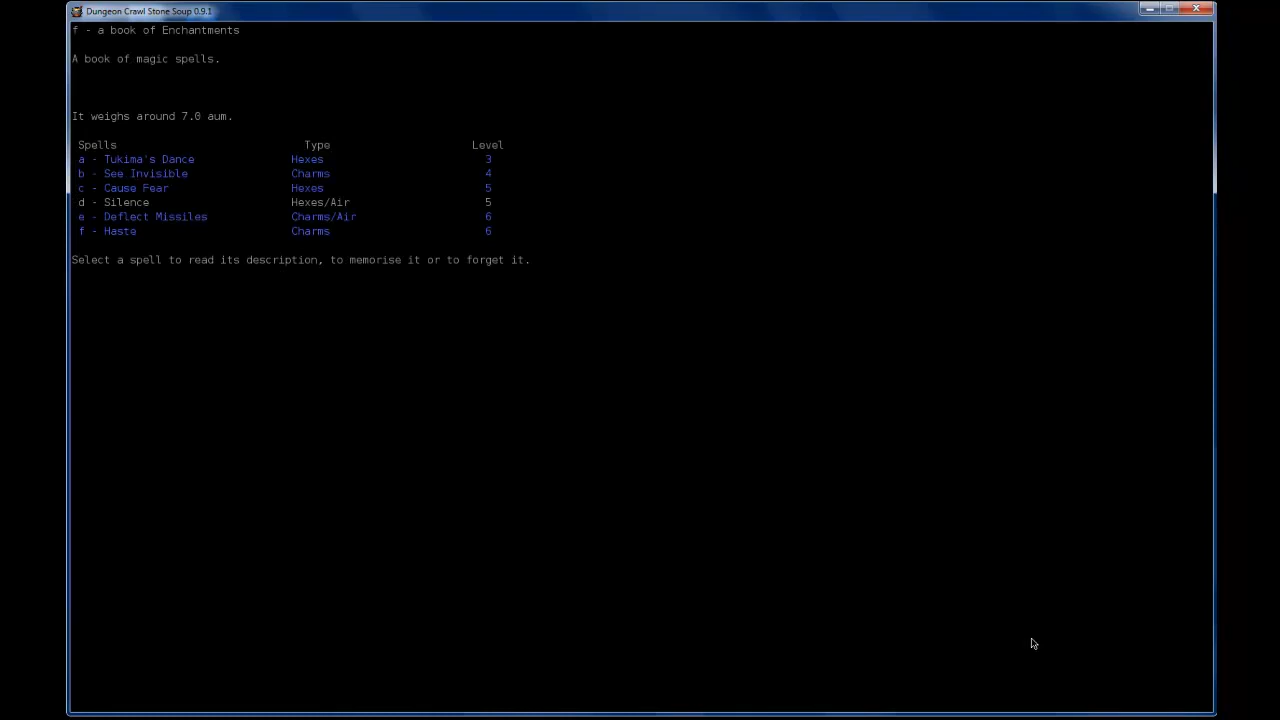 Dungeon Crawl Stone Soup 0.9.1
f - a book of Enchantments
A book of magic spells.
It weighs around 7.0 aum.
Spells Type Level
a - Tukima's Dance Hexes 3
b - See Invisible Charms 4
c - Cause Fear Hexes 5
d - Silence Hexes/Air 5
e - Deflect Missiles Charms/Air 6
f - Haste Charms 6
Select a spell to read its description, to memorise it or to forget it.